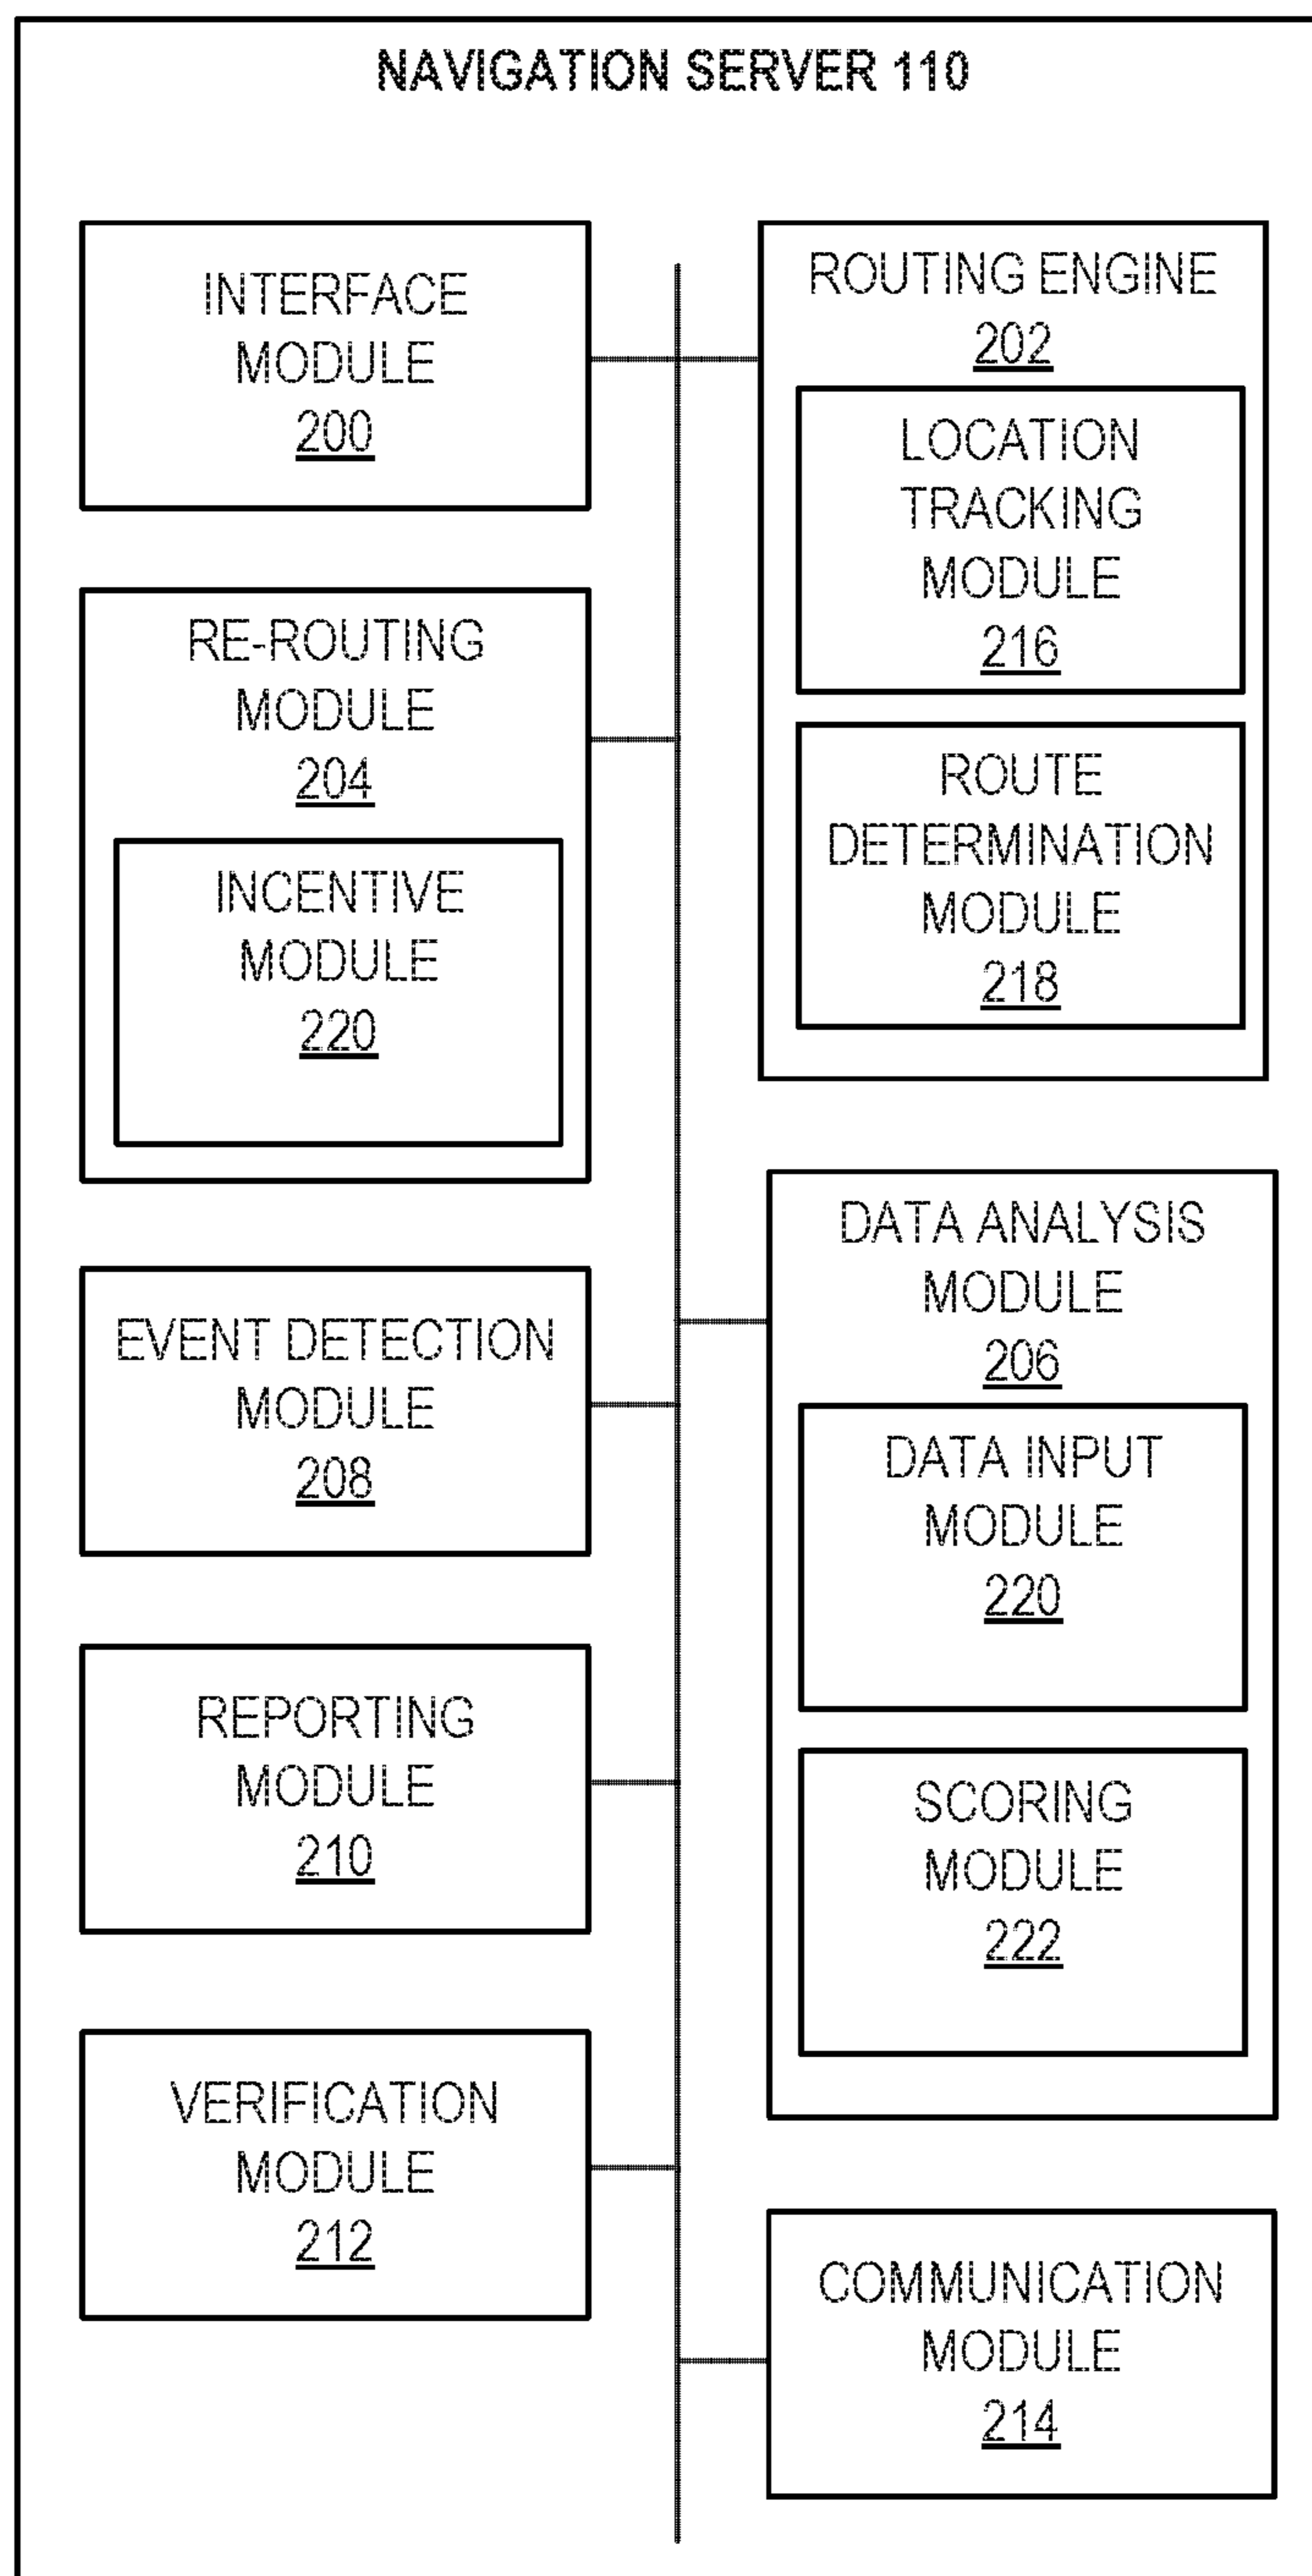 NAVIGATION SERVER 110
INTERFACE
MODULE
200
ROUTING ENGINE
202
LOCATION
TRACKING
MODULE
216
ROUTE
DETERMINATION
MODULE
218
RE-ROUTING
MODULE
204
INCENTIVE
MODULE
220
DATA ANALYSIS
MODULE
206
DATA INPUT
MODULE
220
SCORING
MODULE
222
EVENT DETECTION
MODULE
208
REPORTING
MODULE
210
VERIFICATION
MODULE
212
COMMUNICATION
MODULE
214